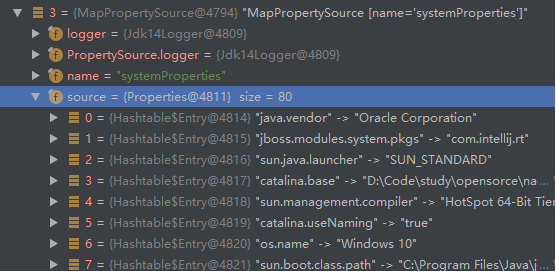 3 = {MapPropertySource@4794} "MapPropertySource [name='systemProperties']"
logger = {Jdk14Logger@4809}
PropertySource.logger = {Jdk14Logger@4809}
name = "systemProperties"
source = {Properties@4811} size = 80
0 = {Hashtable$Entry@4814} "java.vendor" -> "Oracle Corporation"
1 = {Hashtable$Entry@4815} "jboss.modules.system.pkgs" -> "com.intellij.rt"
2 = {Hashtable$Entry@4816} "sun.java.launcher" -> "SUN_STANDARD"
3 = {Hashtable$Entry@4817} "catalina.base" -> "D:\Code\study\opensorce\na...
4 = {Hashtable$Entry@4818} "sun.management.compiler" -> "HotSpot 64-Bit Tier
5 = {Hashtable$Entry@4819} "catalina.useNaming" -> "true"
6 = {Hashtable$Entry@4820} "os.name" -> "Windows 10"
7 = {Hashtable$Entry@4821} "sun.boot.class.path" -> "C:\Program Files\Java\j...